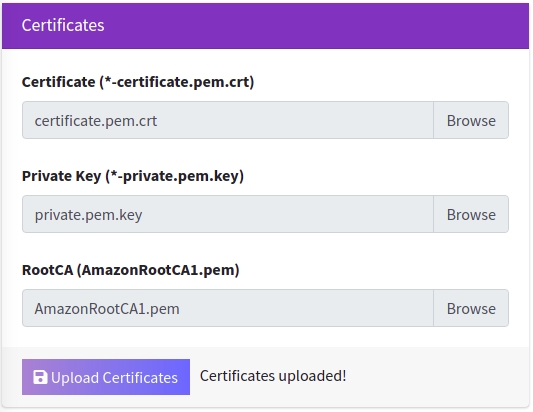 Certificates
Certificate (*-certificate.pem.crt)
certificate.pem.crt Browse
Private Key (*-private.pem.key)
private.pem.key Browse
RootCA (AmazonRootCA1.pem)
AmazonRootCA1.pem Browse
Upload Certificates Certificates uploaded!